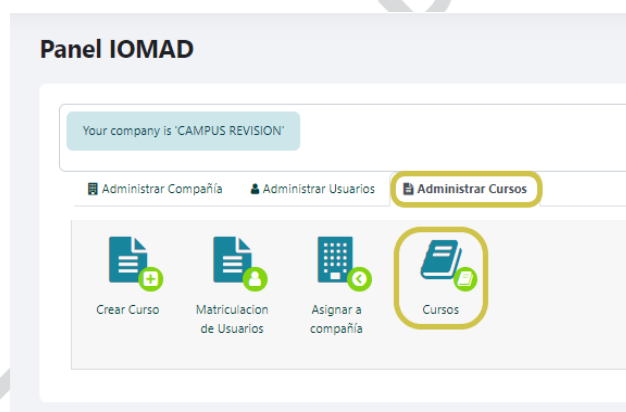 Panel IOMAD
Your company is 'CAMPUS REVISION'
Administrar Compañía Administrar Usuarios Administrar Cursos
Crear Curso Matriculacion Asignar a Cursos
de Usuarios compañía